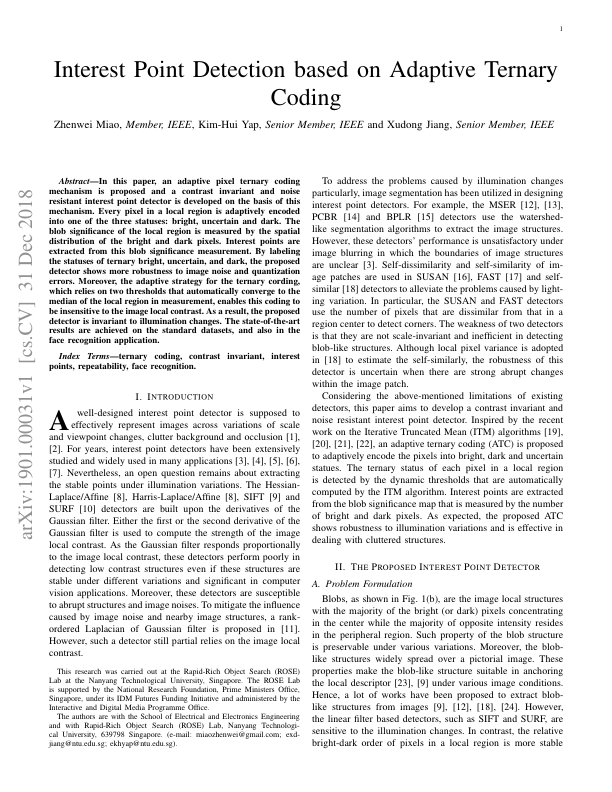 1
Interest Point Detection based on Adaptive Ternary
Coding
Zhenwei Miao, Member, IEEE, Kim-Hui Yap, Senior Member, IEEE and Xudong Jiang, Senior Member, IEEE
arXiv:1901.00031v1 [cs.CV] 31 Dec 2018
Abstract—In this paper, an adaptive pixel ternary coding
mechanism is proposed and a contrast invariant and noise
resistant interest point detector is developed on the basis of this
mechanism. Every pixel in a local region is adaptively encoded
into one of the three statuses: bright, uncertain and dark. The
blob significance of the local region is measured by the spatial
distribution of the bright and dark pixels. Interest points are
extracted from this blob significance measurement. By labeling
the statuses of ternary bright, uncertain, and dark, the proposed
detector shows more robustness to image noise and quantization
errors. Moreover, the adaptive strategy for the ternary cording,
which relies on two thresholds that automatically converge to the
median of the local region in measurement, enables this coding to
be insensitive to the image local contrast. As a result, the proposed
detector is invariant to illumination changes. The state-of-the-art
results are achieved on the standard datasets, and also in the
face recognition application.
Index Terms—ternary coding, contrast invariant, interest
points, repeatability, face recognition.
I. INTRODUCTION
A well-designed interest point detector is supposed to
effectively represent images across variations of scale
and viewpoint changes, clutter background and occlusion [1],
[2]. For years, interest point detectors have been extensively
studied and widely used in many applications [3], [4], [5], [6],
[7]. Nevertheless, an open question remains about extracting
the stable points under illumination variations. The Hessian-
Laplace/Affine [8], Harris-Laplace/Affine [8], SIFT [9] and
SURF [10] detectors are built upon the derivatives of the
Gaussian filter. Either the first or the second derivative of the
Gaussian filter is used to compute the strength of the image
local contrast. As the Gaussian filter responds proportionally
to the image local contrast, these detectors perform poorly in
detecting low contrast structures even if these structures are
stable under different variations and significant in computer
vision applications. Moreover, these detectors are susceptible
to abrupt structures and image noises. To mitigate the influence
caused by image noise and nearby image structures, a rank-
ordered Laplacian of Gaussian filter is proposed in [11].
However, such a detector still partial relies on the image local
contrast.
This research was carried out at the Rapid-Rich Object Search (ROSE)
Lab at the Nanyang Technological University, Singapore. The ROSE Lab
is supported by the National Research Foundation, Prime Ministers Office,
Singapore, under its IDM Futures Funding Initiative and administered by the
Interactive and Digital Media Programme Office.
The authors are with the School of Electrical and Electronics Engineering
and with Rapid-Rich Object Search (ROSE) Lab, Nanyang Technologi-
cal University, 639798 Singapore. (e-mail: miaozhenwei@gmail.com; exd-
jiang@ntu.edu.sg; ekhyap@ntu.edu.sg).
To address the problems caused by illumination changes
particularly, image segmentation has been utilized in designing
interest point detectors. For example, the MSER [12], [13],
PCBR [14] and BPLR [15] detectors use the watershed-
like segmentation algorithms to extract the image structures.
However, these detectors' performance is unsatisfactory under
image blurring in which the boundaries of image structures
are unclear [3]. Self-dissimilarity and self-similarity of im-
age patches are used in SUSAN [16], FAST [17] and self-
similar [18] detectors to alleviate the problems caused by light-
ing variation. In particular, the SUSAN and FAST detectors
use the number of pixels that are dissimilar from that in a
region center to detect corners. The weakness of two detectors
is that they are not scale-invariant and inefficient in detecting
blob-like structures. Although local pixel variance is adopted
in [18] to estimate the self-similarly, the robustness of this
detector is uncertain when there are strong abrupt changes
within the image patch.
Considering the above-mentioned limitations of existing
detectors, this paper aims to develop a contrast invariant and
noise resistant interest point detector. Inspired by the recent
work on the Iterative Truncated Mean (ITM) algorithms [19],
[20], [21], [22], an adaptive ternary coding (ATC) is proposed
to adaptively encode the pixels into bright, dark and uncertain
statues. The ternary status of each pixel in a local region
is detected by the dynamic thresholds that are automatically
computed by the ITM algorithm. Interest points are extracted
from the blob significance map that is measured by the number
of bright and dark pixels. As expected, the proposed ATC
shows robustness to illumination variations and is effective in
dealing with cluttered structures.
II. THE PROPOSED INTEREST POINT DETECTOR
A. Problem Formulation
Blobs, as shown in Fig. 1(b), are the image local structures
with the majority of the bright (or dark) pixels concentrating
in the center while the majority of opposite intensity resides
in the peripheral region. Such property of the blob structure
is preservable under various variations. Moreover, the blob-
like structures widely spread over a pictorial image. These
properties make the blob-like structure suitable in anchoring
the local descriptor [23], [9] under various image conditions.
Hence, a lot of works have been proposed to extract blob-
like structures from images [9], [12], [18], [24]. However,
the linear filter based detectors, such as SIFT and SURF, are
sensitive to the illumination changes. In contrast, the relative
bright-dark order of pixels in a local region is more stable